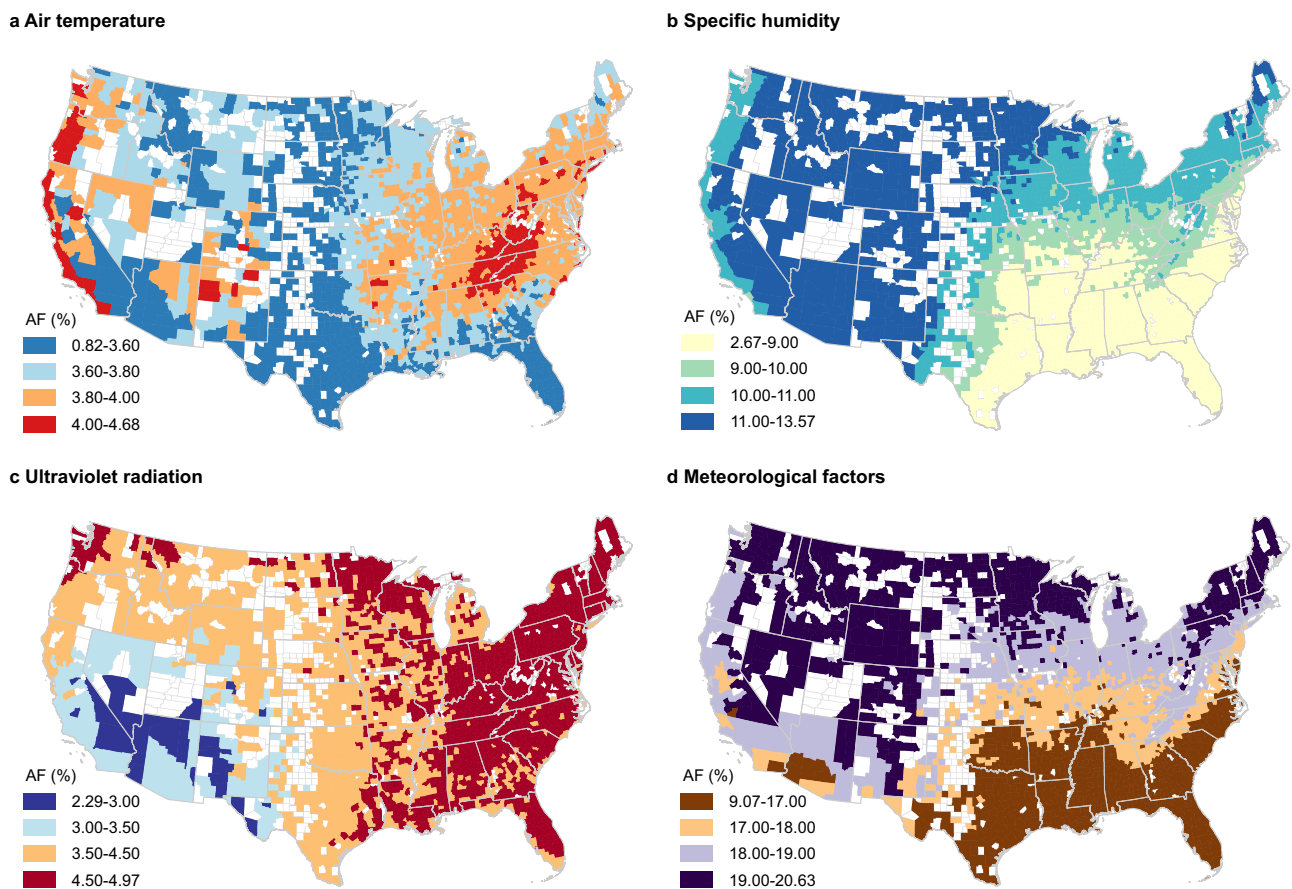 a Air temperature
AF (%)
0.82-3.60
3.60-3.80
3.80-4.00
4.00-4.68
b Specific humidity
AF (%)
2.67-9.00
9.00-10.00
10.00-11.00
11.00-13.57
c Ultraviolet radiation
AF (%)
2.29-3.00
3.00-3.50
3.50-4.50
4.50-4.97
d Meteorological factors
AF (%)
9.07-17.00
17.00-18.00
18.00-19.00
19.00-20.63